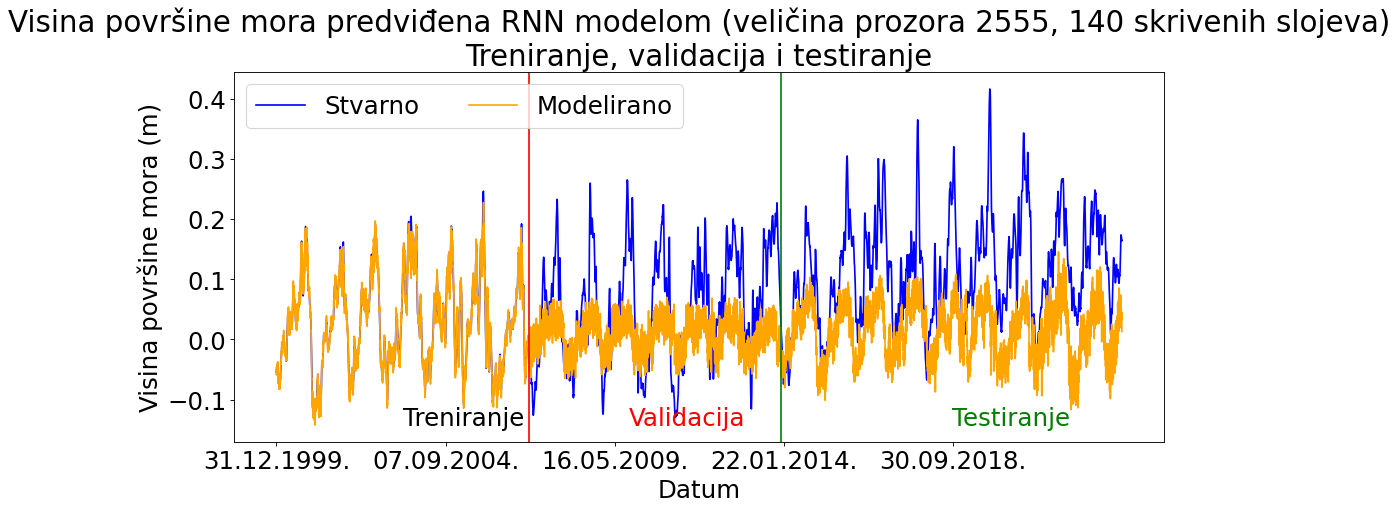 Visina površine mora predviđena RNN modelom (veličina prozora 2555, 140 skrivenih slojeva)
Treniranje, validacija i testiranje
Stvarno
Modelirano
Visina površine mora (m)
0.4
0.3
0.2
0.1
0.0
−0.1
Treniranje
Validacija
Testiranje
31.12.1999.
07.09.2004.
16.05.2009.
22.01.2014.
30.09.2018.
Datum